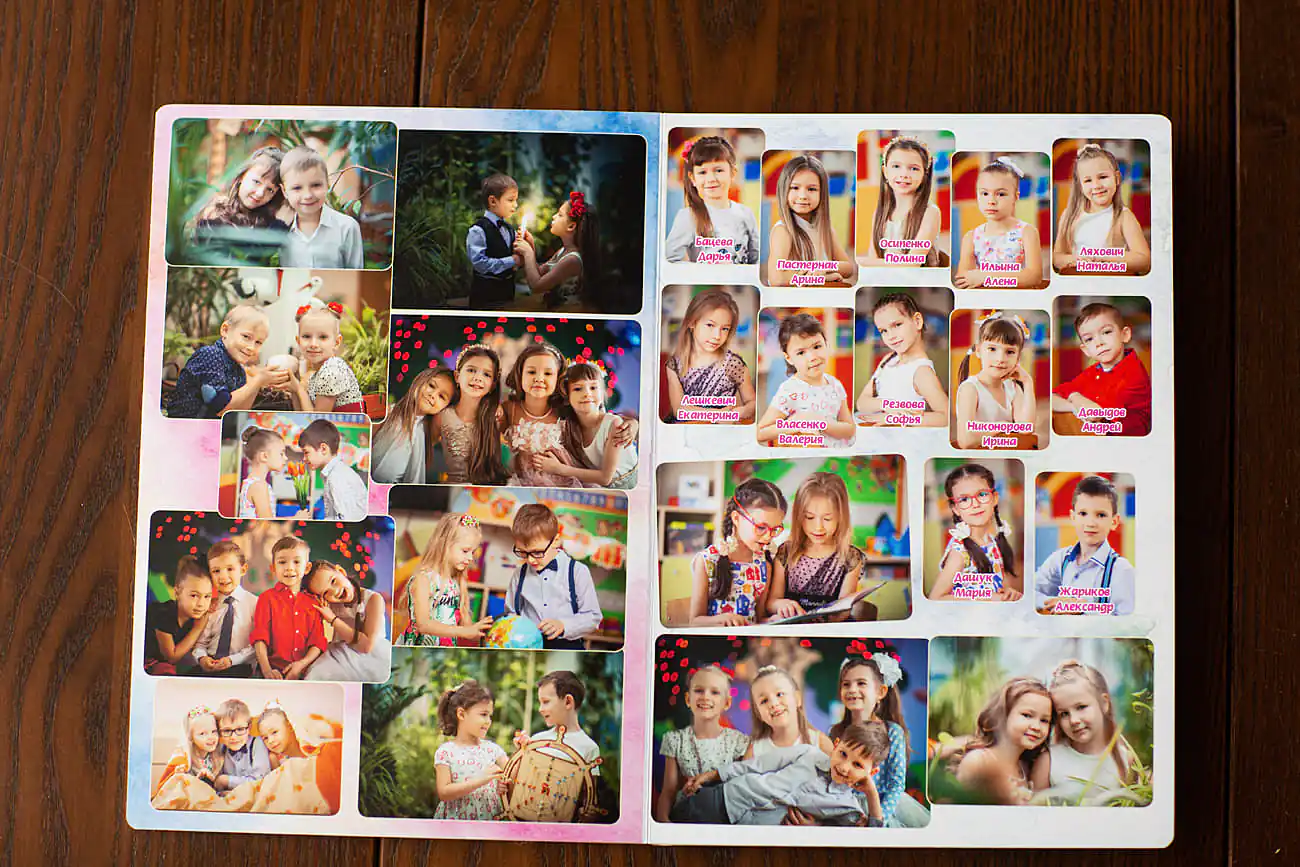 Бацева
Дарья
Пастернак
Арина
Осипенко
Полина
Ильина
Алена
Ляхович
Наталья
Лешкевич
Екатерина
Власенко
Валерия
Резвова
Софья
Никонорова
Ирина
Давыдов
Андрей
Дашук
Мария
Жариков
Александр